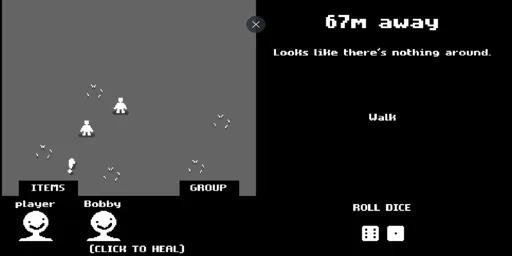 67m away
Looks like there's nothing around.
Walk
ITEMS
GROUP
player
Bobby
(CLICK TO HEAL)
ROLL DICE